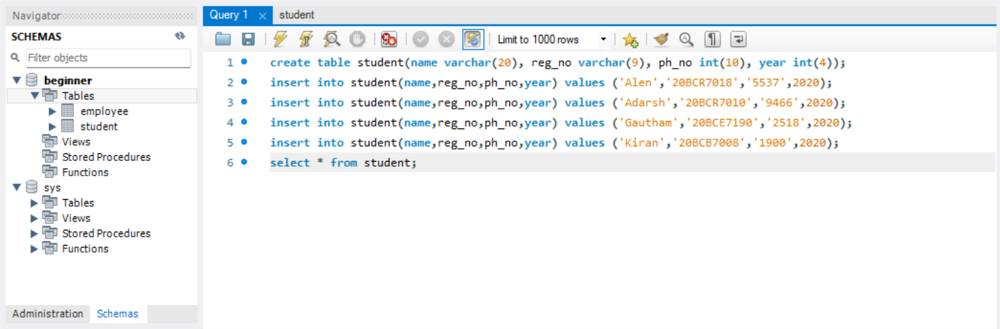 Navigator
SCHEMAS
Filter objects
beginner
Tables
employee
student
Views
Stored Procedures
Functions
sys
Tables
Views
Stored Procedures
Functions
Administration Schemas
Query 1 × student
Limit to 1000 rows
1 create table student(name varchar(20), reg_no varchar(9), ph_no int(10), year int(4));
2 insert into student(name,reg_no,ph_no,year) values ('Alen','20BCR7018','5537',2020);
3 insert into student(name,reg_no,ph_no,year) values ('Adarsh','20BCR7010','9466',2020);
4 insert into student(name,reg_no,ph_no,year) values ('Gautham','20BCE7190','2518',2020);
5 insert into student(name,reg_no,ph_no,year) values ('Kiran','20BCB7008','1900',2020);
6 select * from student;